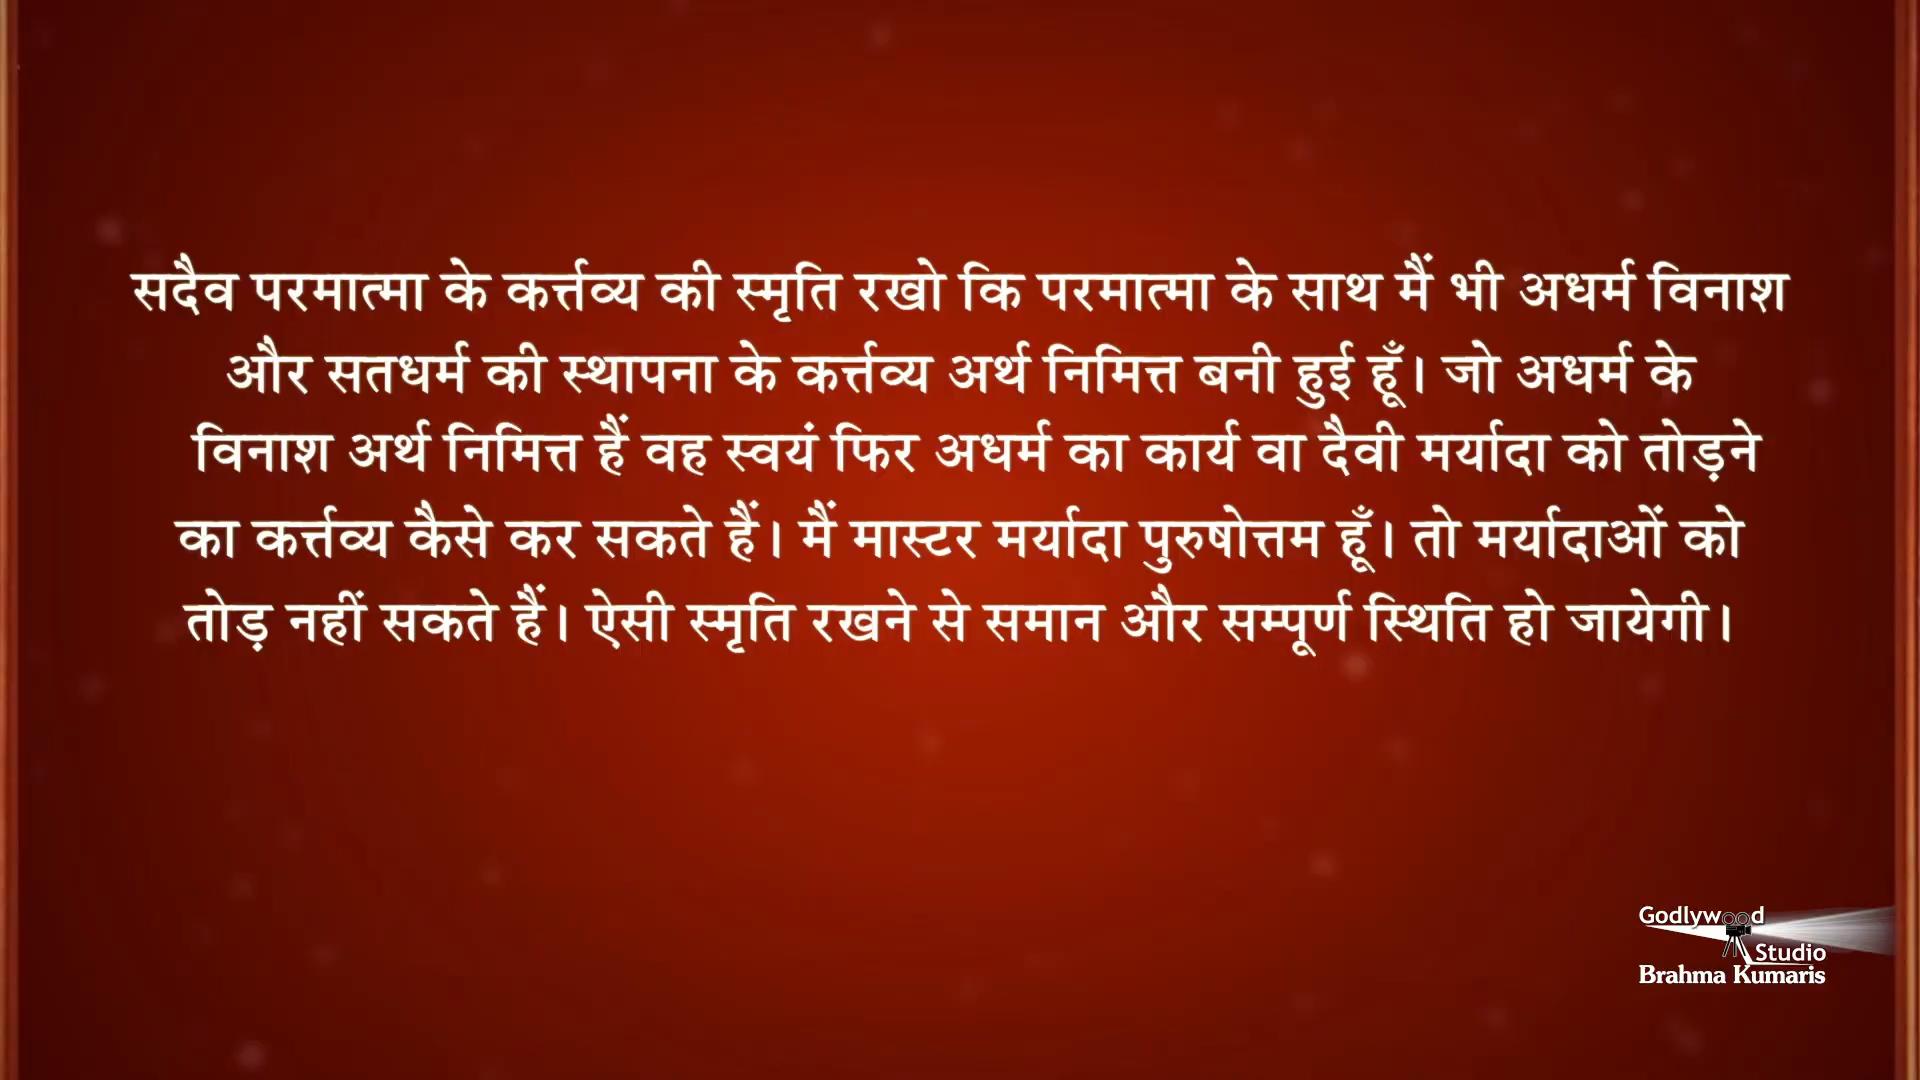 सदैव परमात्मा के कर्त्तव्य की स्मृति रखो कि परमात्मा के साथ मैं भी अधर्म विनाश
और सतधर्म की स्थापना के कर्त्तव्य अर्थ निमित्त बनी हुई हूँ। जो अधर्म के
विनाश अर्थ निमित्त हैं वह स्वयं फिर अधर्म का कार्य वा दैवी मर्यादा को तोड़ने
का कर्त्तव्य कैसे कर सकते हैं। मैं मास्टर मर्यादा पुरुषोत्तम हूँ। तो मर्यादाओं को
तोड़ नहीं सकते हैं। ऐसी स्मृति रखने से समान और सम्पूर्ण स्थिति हो जायेगी।
Godlywood
Studio
Brahma Kumaris